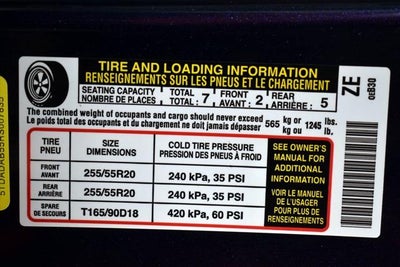 TIRE AND LOADING INFORMATION
RENSEIGNEMENTS SUR LES PNEUS ET LE CHARGEMENT
SEATING CAPACITY TOTAL : 7 FRONT : 2 REAR : 5
NOMBRE DE PLACES AVANT ARRIÈRE
The combined weight of occupants and cargo should never exceed 565 kg or 1245 lbs.
Le poids total des occupants et du chargement ne doit jamais dépasser kg ou lb.
TIRE PNEU SIZE DIMENSIONS COLD TIRE PRESSURE PRESSION DES PNEUS À FROID
FRONT AVANT 255/55R20 240 kPa, 35 PSI
REAR ARRIÈRE 255/55R20 240 kPa, 35 PSI
SPARE DE SECOURS T165/90D18 420 kPa, 60 PSI
SEE OWNER'S
MANUAL FOR
ADDITIONAL
INFORMATION
VOIR LE MANUEL
DE L'USAGER
POUR PLUS DE
RENSEIGNEMENTS
ZE
0EB30